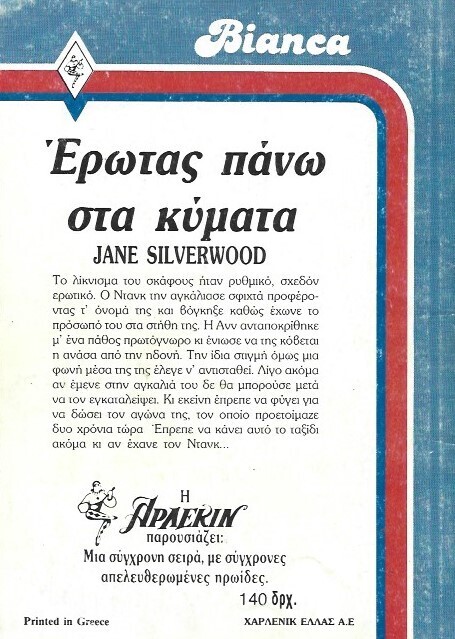 Bianca
Έρωτας πάνω
στα κύματα
JANE SILVERWOOD
Το λίκνισμα του σκάφους ήταν ρυθμικό, σχεδόν
ερωτικό. Ο Ντανκ την αγκάλιασε σφιχτά προφέρο-
ντας τ' όνομά της και βόγκηξε καθώς έχωνε το
πρόσωπό του στα στήθη της. Η Ανν ανταποκρίθηκε
μ' ένα πάθος πρωτόγνωρο κι ένιωσε να της κόβεται
η ανάσα από την ηδονή. Την ίδια στιγμή όμως μια
φωνή μέσα της της έλεγε ν' αντισταθεί. Λίγο ακόμα
αν έμενε στην αγκαλιά του δε θα μπορούσε μετά
να τον εγκαταλείψει. Κι εκείνη έπρεπε να φύγει για
να δώσει τον αγώνα της, τον οποίο προετοίμαζε
δυο χρόνια τώρα Έπρεπε να κάνει αυτό το ταξίδι
ακόμα κι αν έχανε τον Ντανκ...
Η
ΑΡΛΕΚΙΝ
παρουσιάζει:
Μια σύγχρονη σειρά, με σύγχρονες
απελευθερωμένες ηρωίδες.
140 δρχ.
Printed in Greece ΧΑΡΛΕΝΙΚ ΕΛΛΑΣ Α.Ε